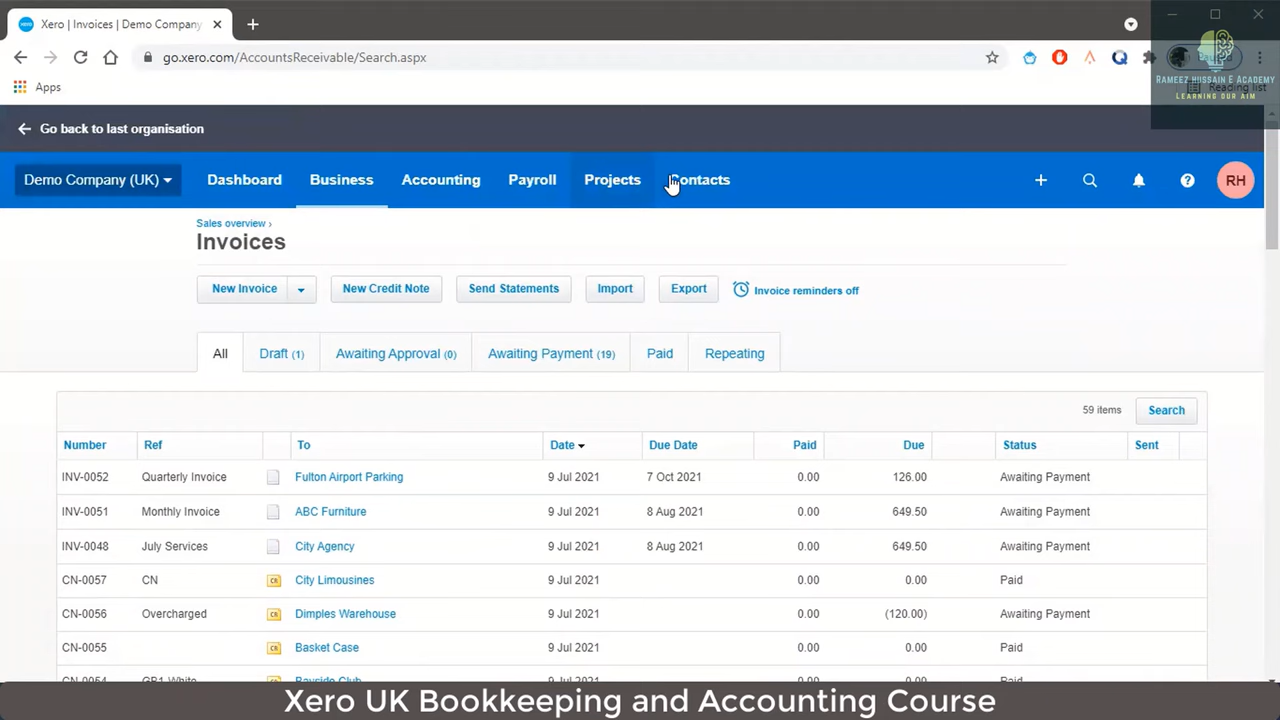 Xero | Invoices | Demo Company
go.xero.com/AccountsReceivable/Search.aspx
Apps
Reading list
RAMEEZ HUSSAIN E ACADEMY
LEARNING OUR AIM
Go back to last organisation
Demo Company (UK) Dashboard Business Accounting Payroll Projects Contacts RH
Sales overview ›
Invoices
New Invoice New Credit Note Send Statements Import Export Invoice reminders off
All Draft (1) Awaiting Approval (0) Awaiting Payment (19) Paid Repeating
59 items Search
Number Ref To Date Due Date Paid Due Status Sent
INV-0052 Quarterly Invoice Fulton Airport Parking 9 Jul 2021 7 Oct 2021 0.00 126.00 Awaiting Payment
INV-0051 Monthly Invoice ABC Furniture 9 Jul 2021 8 Aug 2021 0.00 649.50 Awaiting Payment
INV-0048 July Services City Agency 9 Jul 2021 8 Aug 2021 0.00 649.50 Awaiting Payment
CN-0057 CN CR City Limousines 9 Jul 2021 0.00 0.00 Paid
CN-0056 Overcharged CR Dimples Warehouse 9 Jul 2021 0.00 (120.00) Awaiting Payment
CN-0055 CR Basket Case 9 Jul 2021 0.00 0.00 Paid
Xero UK Bookkeeping and Accounting Course